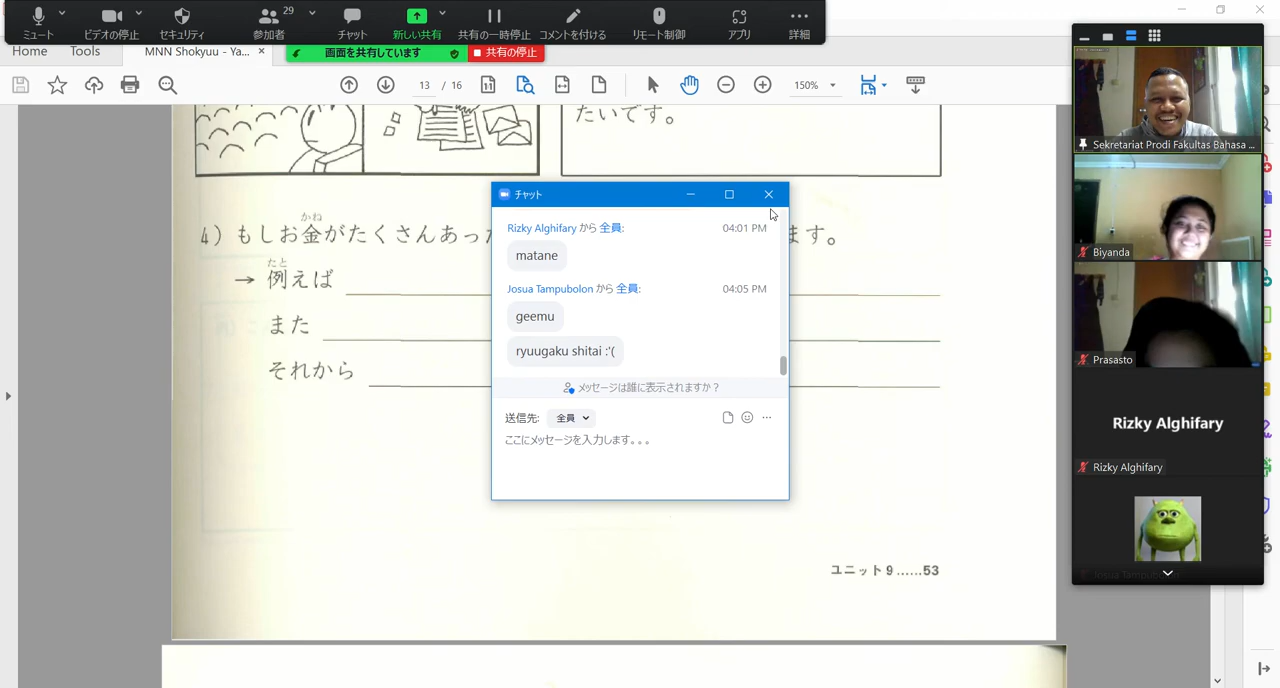 ミュート
ビデオの停止
セキュリティ
29
参加者
チャット
新しい共有
共有の一時停止
コメントを付ける
リモート制御
アプリ
詳細
画面を共有しています
共有の停止
Home
Tools
MNN Shokyuu - Ya...
13 / 16
150%
たいです。
4）もしお金がたくさんあっ
かね
ます。
→ 例えば
たと
また
それから
ユニット9……53
チャット
Rizky Alghifary から 全員:
04:01 PM
matane
Josua Tampubolon から 全員:
04:05 PM
geemu
ryuugaku shitai :'(
メッセージは誰に表示されますか？
送信先: 全員
ここにメッセージを入力します。。。
Sekretariat Prodi Fakultas Bahasa ...
Biyanda
Prasasto
Rizky Alghifary
Rizky Alghifary
Josua Tampubolon